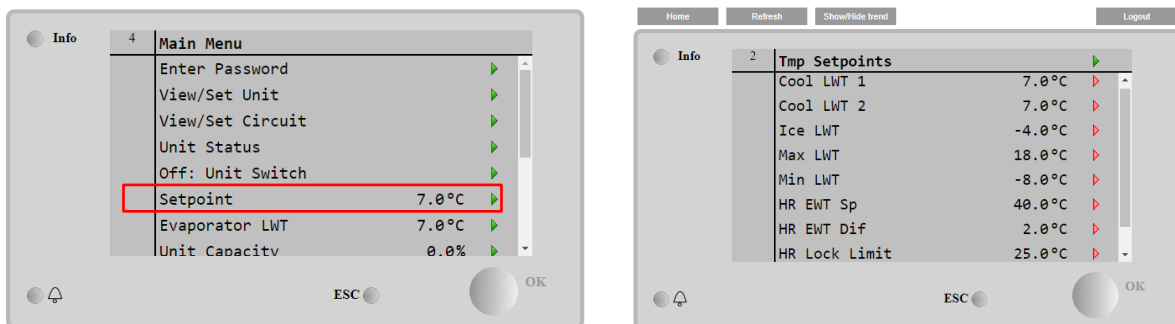 Info
4 Main Menu
Enter Password
View/Set Unit
View/Set Circuit
Unit Status
Off: Unit Switch
Setpoint 7.0°C
Evaporator LWT 7.0°C
Unit Capacity 0.0%
ESC
OK
Home Refresh Show/Hide trend Logout
Info
2 Tmp Setpoints
Cool LWT 1 7.0°C
Cool LWT 2 7.0°C
Ice LWT -4.0°C
Max LWT 18.0°C
Min LWT -8.0°C
HR EWT Sp 40.0°C
HR EWT Dif 2.0°C
HR Lock Limit 25.0°C
ESC
OK